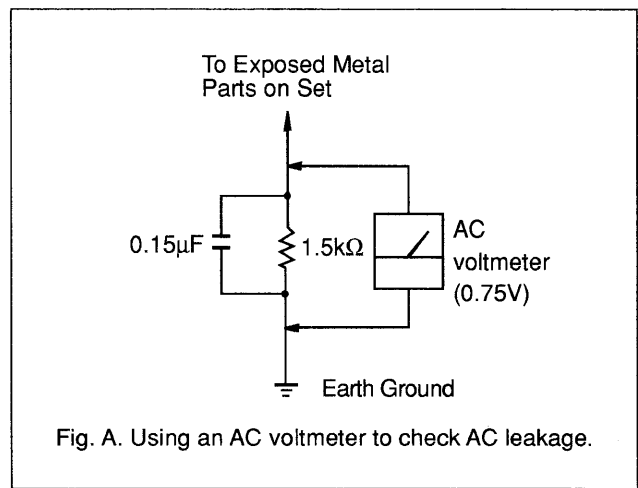 To Exposed Metal
Parts on Set
0.15μF
1.5kΩ
AC
voltmeter
(0.75V)
Earth Ground
Fig. A. Using an AC voltmeter to check AC leakage.